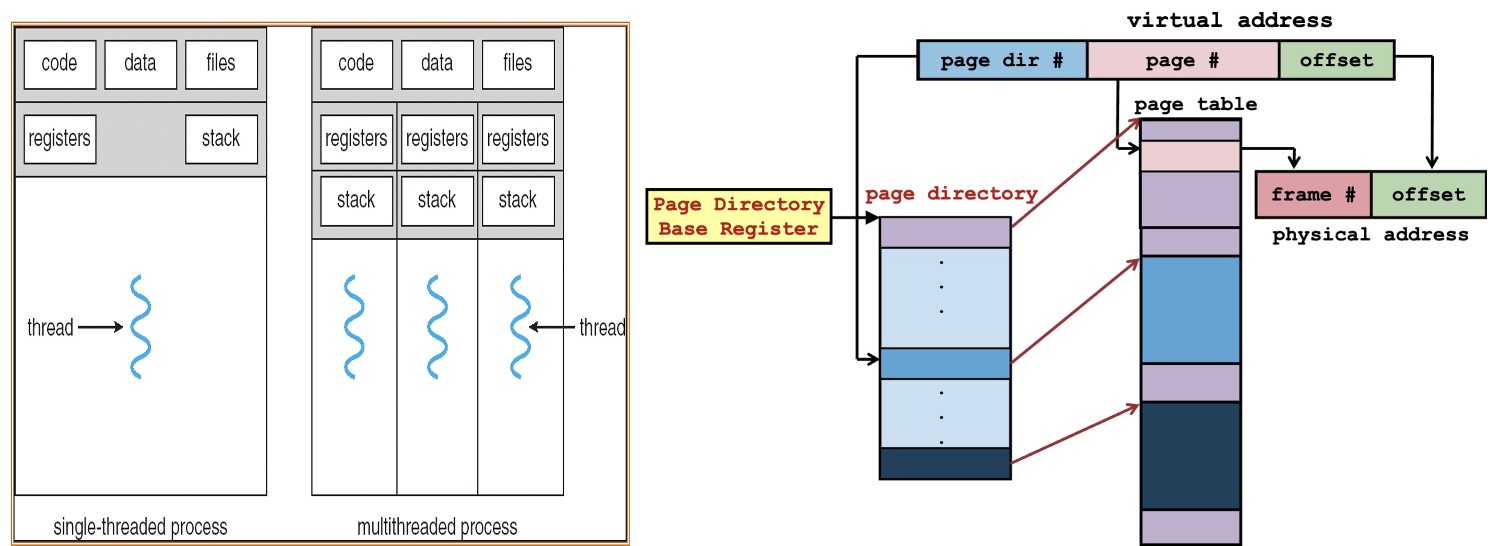 code data files
registers stack
thread
single-threaded process
code data files
registers registers registers
stack stack stack
thread
multithreaded process
virtual address
page dir # page # offset
page table
page directory
Page Directory
Base Register
frame # offset
physical address